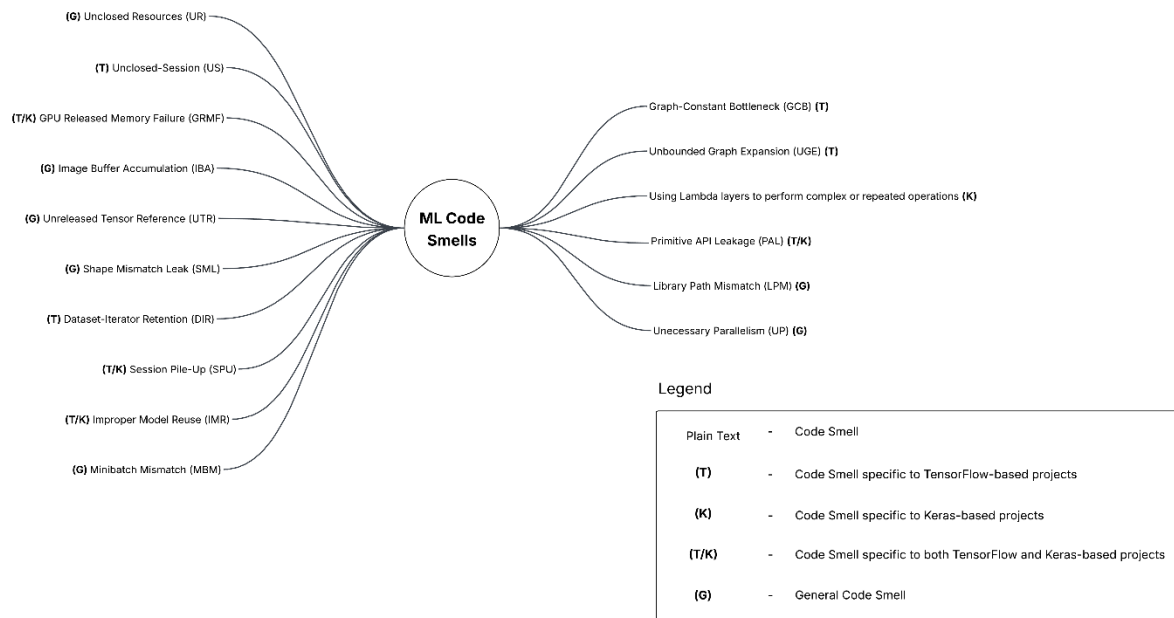 (G) Unclosed Resources (UR)
(T) Unclosed-Session (US)
(T/K) GPU Released Memory Failure (GRMF)
(G) Image Buffer Accumulation (IBA)
(G) Unreleased Tensor Reference (UTR)
(G) Shape Mismatch Leak (SML)
(T) Dataset-Iterator Retention (DIR)
(T/K) Session Pile-Up (SPU)
(T/K) Improper Model Reuse (IMR)
(G) Minibatch Mismatch (MBM)
ML Code
Smells
Graph-Constant Bottleneck (GCB) (T)
Unbounded Graph Expansion (UGE) (T)
Using Lambda layers to perform complex or repeated operations (K)
Primitive API Leakage (PAL) (T/K)
Library Path Mismatch (LPM) (G)
Unecessary Parallelism (UP) (G)
Legend
Plain Text - Code Smell
(T) - Code Smell specific to TensorFlow-based projects
(K) - Code Smell specific to Keras-based projects
(T/K) - Code Smell specific to both TensorFlow and Keras-based projects
(G) - General Code Smell